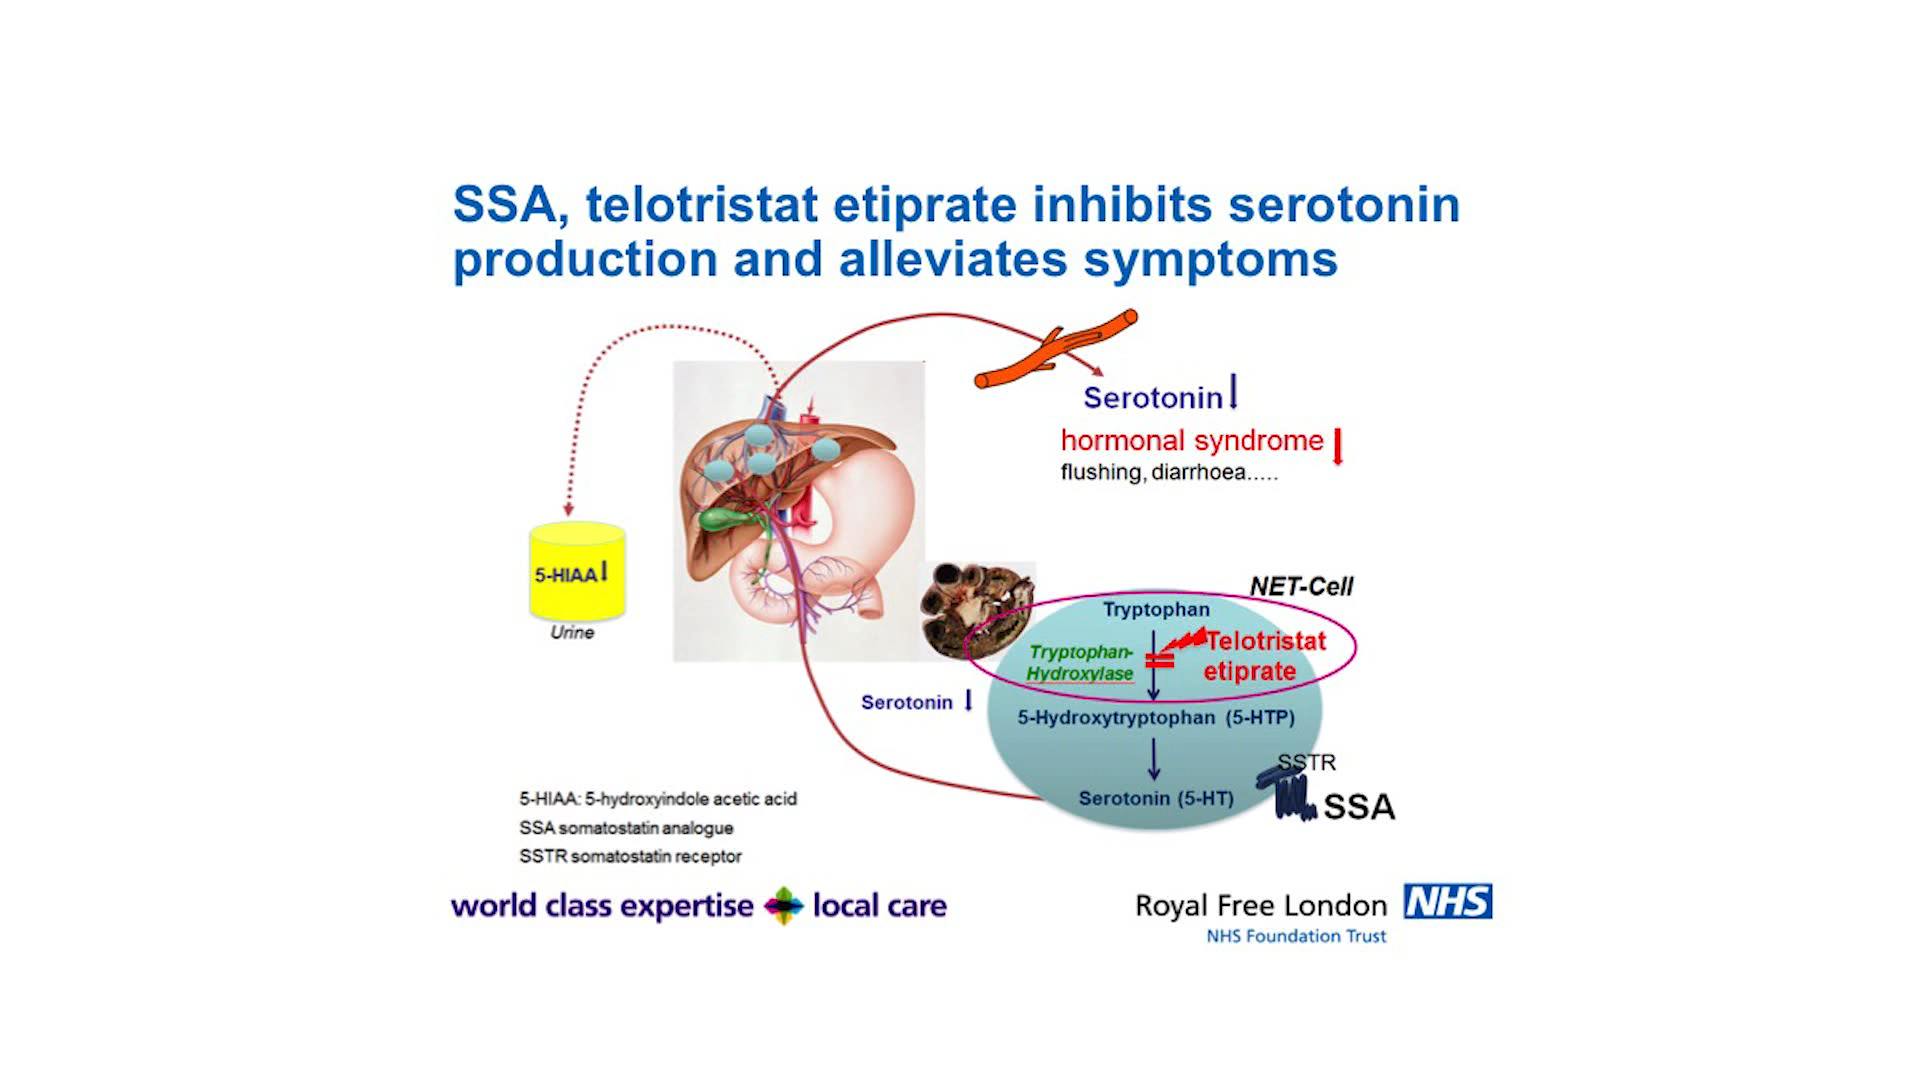 SSA, telotristat etiprate inhibits serotonin
production and alleviates symptoms
Serotonin
hormonal syndrome
flushing, diarrhoea.....
5-HIAA
Urine
NET-Cell
Tryptophan
Tryptophan-
Hydroxylase
Telotristat
etiprate
Serotonin
5-Hydroxytryptophan (5-HTP)
SSTR
Serotonin (5-HT)
SSA
5-HIAA: 5-hydroxyindole acetic acid
SSA somatostatin analogue
SSTR somatostatin receptor
world class expertise local care
Royal Free London NHS
NHS Foundation Trust